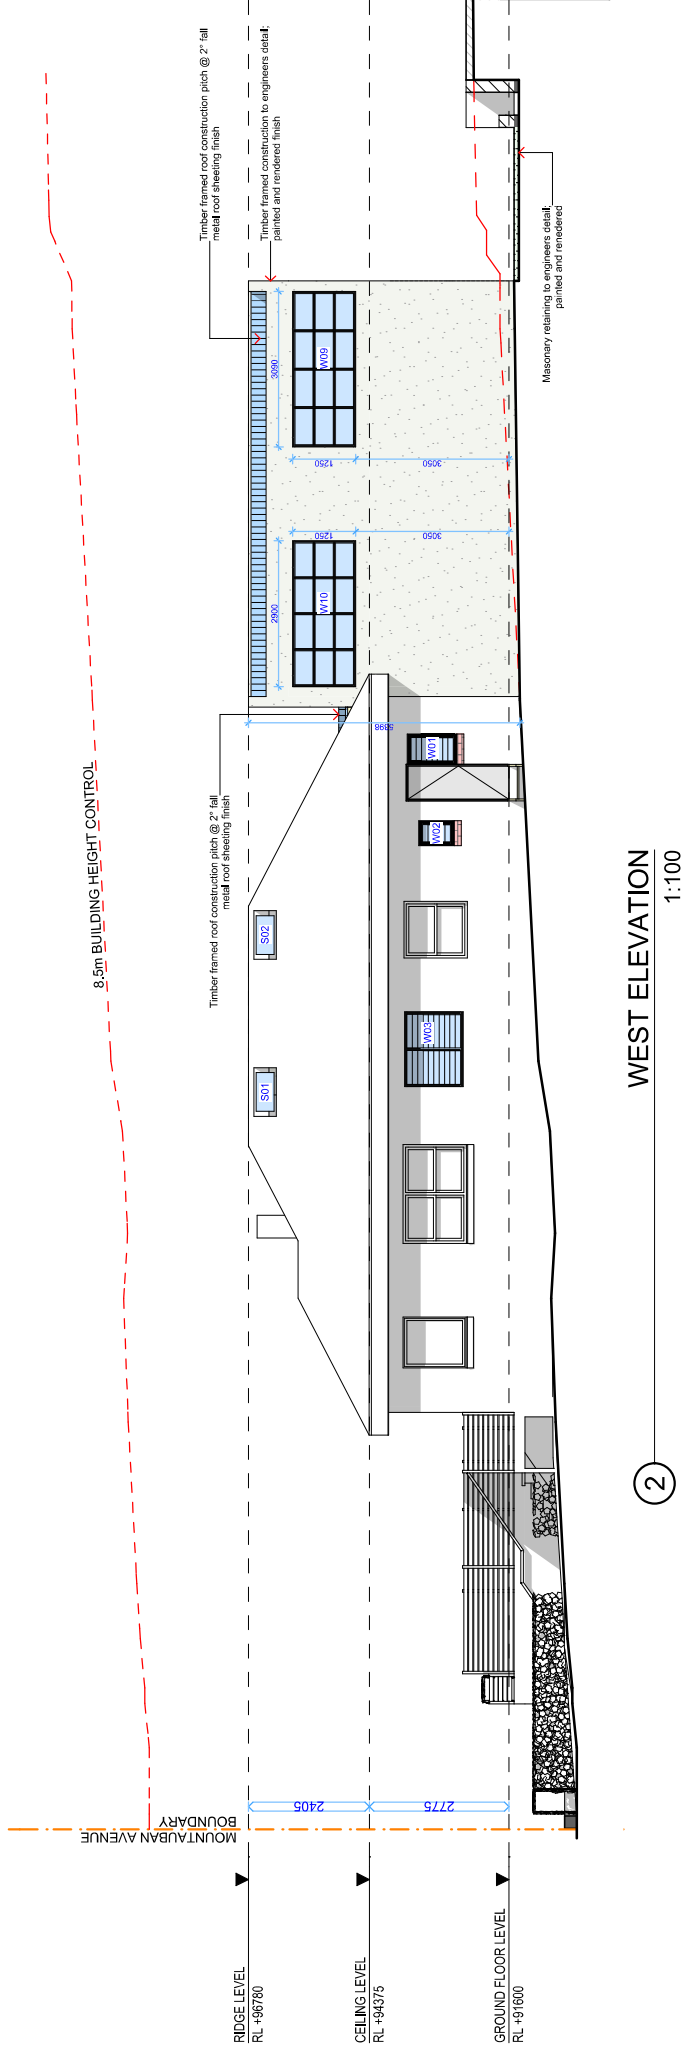 8.5m BUILDING HEIGHT CONTROL
MOUNTAUBAN AVENUE
BOUNDARY
RIDGE LEVEL
RL +96780
CEILING LEVEL
RL +94375
GROUND FLOOR LEVEL
RL +91600
2405
2775
S01
S02
Timber framed roof construction pitch @ 2° fall
metal roof sheeting finish
Timber framed roof construction pitch @ 2° fall
metal roof sheeting finish
Timber framed construction to engineers detail;
painted and rendered finish
W03
W02
W01
5898
2900
W10
1250
3050
3090
W09
1250
3050
Masonary retaining to engineers detail;
painted and renedered
2
WEST ELEVATION
1:100